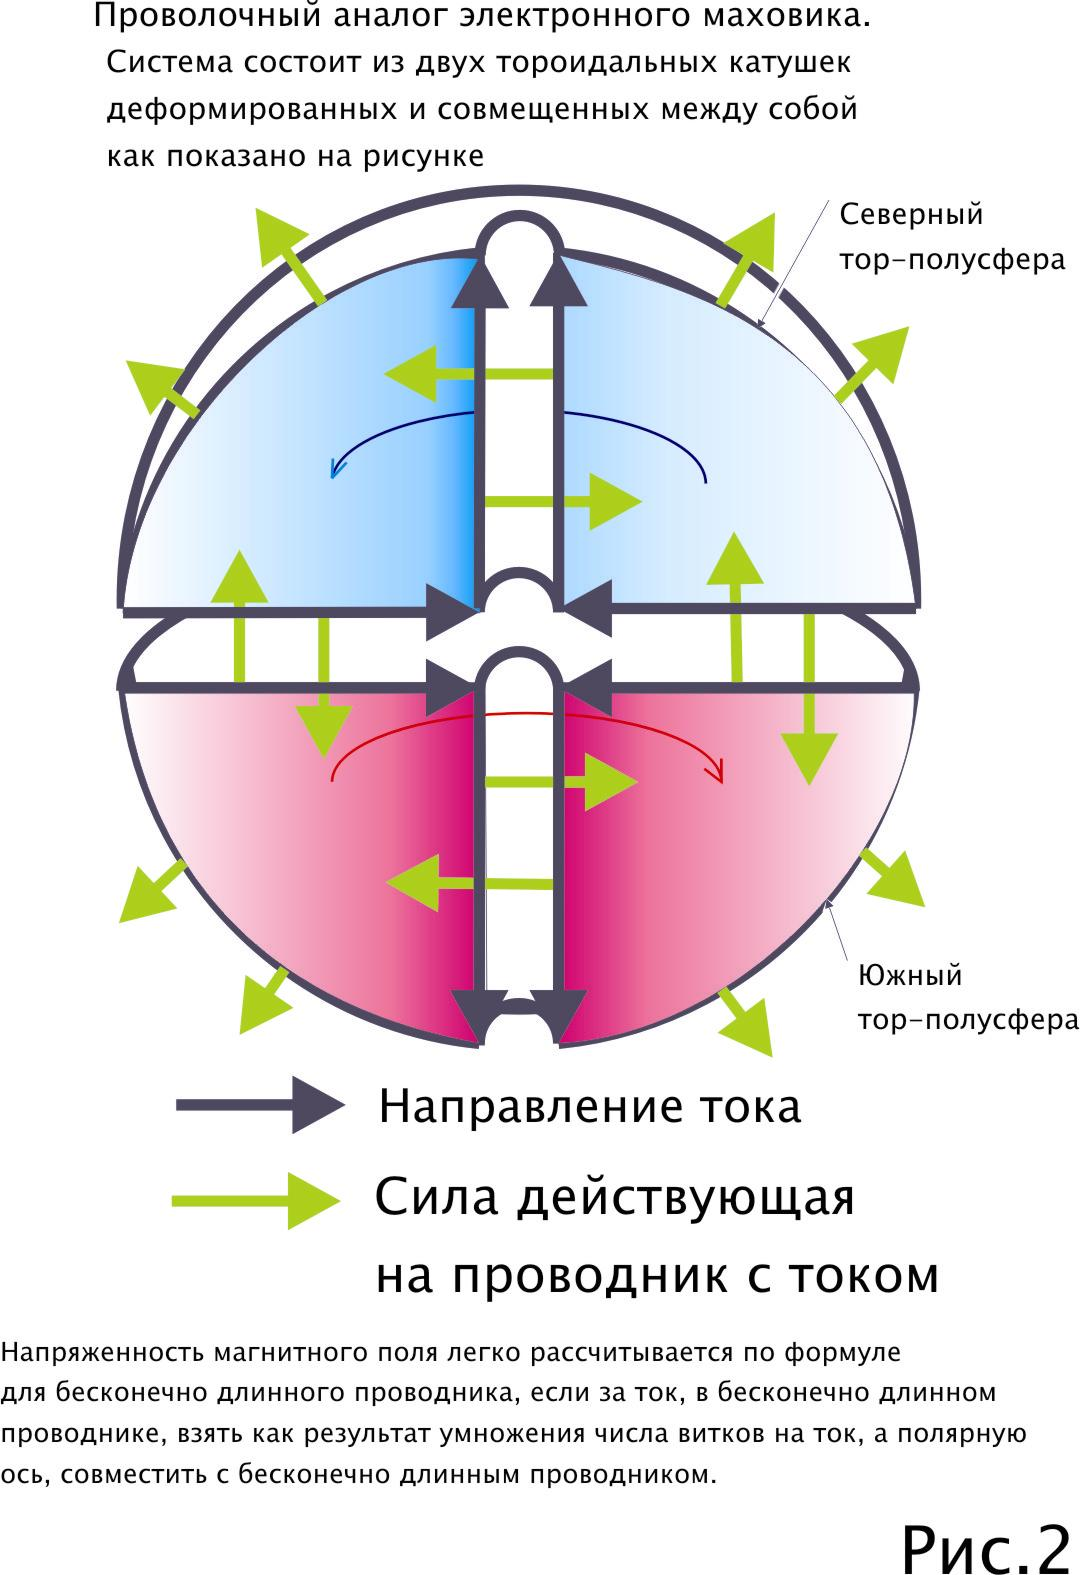 Проволочный аналог электронного маховика.
Система состоит из двух тороидальных катушек
деформированных и совмещенных между собой
как показано на рисунке
Северный
тор-полусфера
Южный
тор-полусфера
Направление тока
Сила действующая
на проводник с током
Напряженность магнитного поля легко рассчитывается по формуле
для бесконечно длинного проводника, если за ток, в бесконечно длинном
проводнике, взять как результат умножения числа витков на ток, а полярную
ось, совместить с бесконечно длинным проводником.
Рис.2